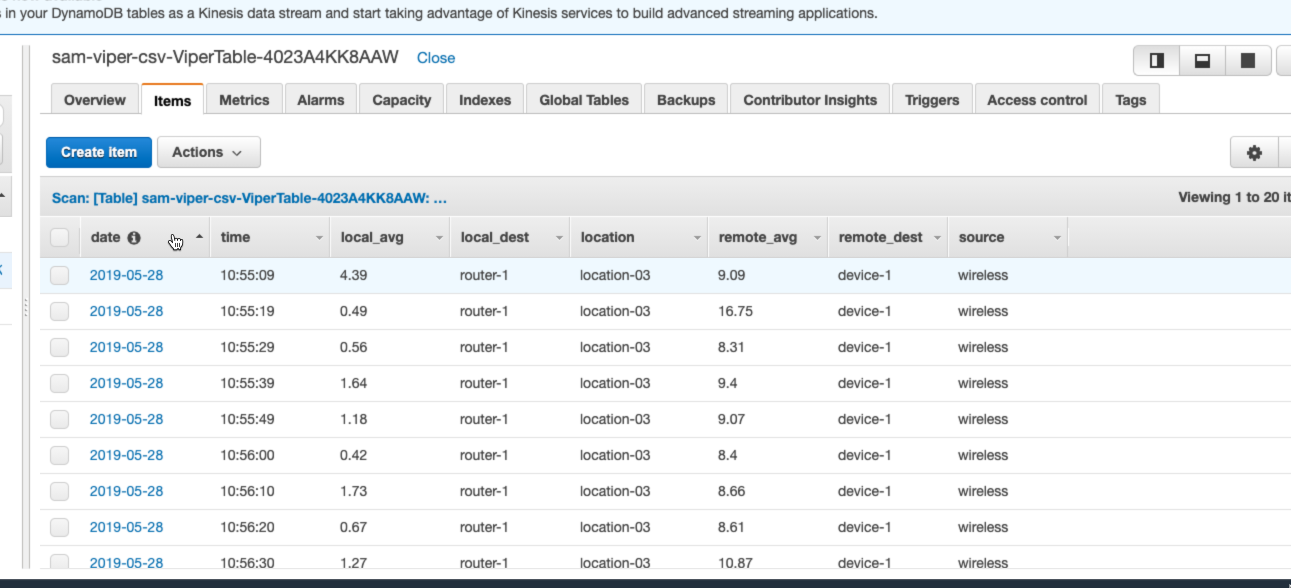 s in your DynamoDB tables as a Kinesis data stream and start taking advantage of Kinesis services to build advanced streaming applications.
sam-viper-csv-ViperTable-4023A4KK8AAW Close
Overview Items Metrics Alarms Capacity Indexes Global Tables Backups Contributor Insights Triggers Access control Tags
Create item Actions
Scan: [Table] sam-viper-csv-ViperTable-4023A4KK8AAW: ... Viewing 1 to 20 it
date time local_avg local_dest location remote_avg remote_dest source
2019-05-28 10:55:09 4.39 router-1 location-03 9.09 device-1 wireless
2019-05-28 10:55:19 0.49 router-1 location-03 16.75 device-1 wireless
2019-05-28 10:55:29 0.56 router-1 location-03 8.31 device-1 wireless
2019-05-28 10:55:39 1.64 router-1 location-03 9.4 device-1 wireless
2019-05-28 10:55:49 1.18 router-1 location-03 9.07 device-1 wireless
2019-05-28 10:56:00 0.42 router-1 location-03 8.4 device-1 wireless
2019-05-28 10:56:10 1.73 router-1 location-03 8.66 device-1 wireless
2019-05-28 10:56:20 0.67 router-1 location-03 8.61 device-1 wireless
2019-05-28 10:56:30 1.27 router-1 location-03 10.87 device-1 wireless